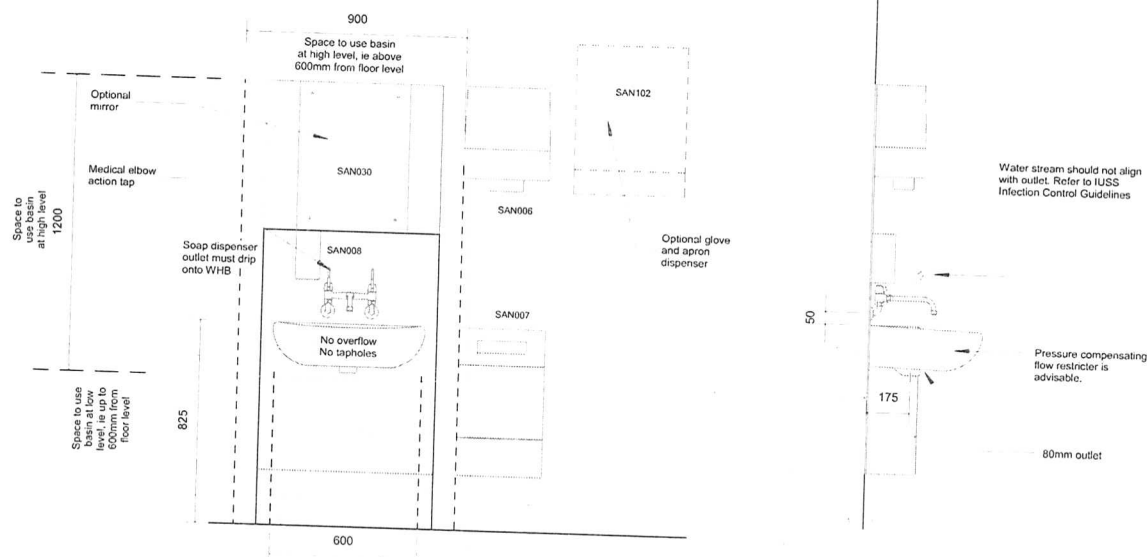 900
Space to use basin
at high level, ie above
600mm from floor level
Optional
mirror
SAN102
Medical elbow
action tap
SAN030
Water stream should not align
with outlet. Refer to IUSS
Infection Control Guidelines
Space to
use basin
at high level
1200
SAN006
Soap dispenser
outlet must drip
onto WHB
SAN008
Optional glove
and apron
dispenser
SAN007
50
No overflow
No tapholes
Pressure compensating
flow restricter is
advisable.
Space to use
basin at low
level, ie up to
600mm from
floor level
825
175
80mm outlet
600